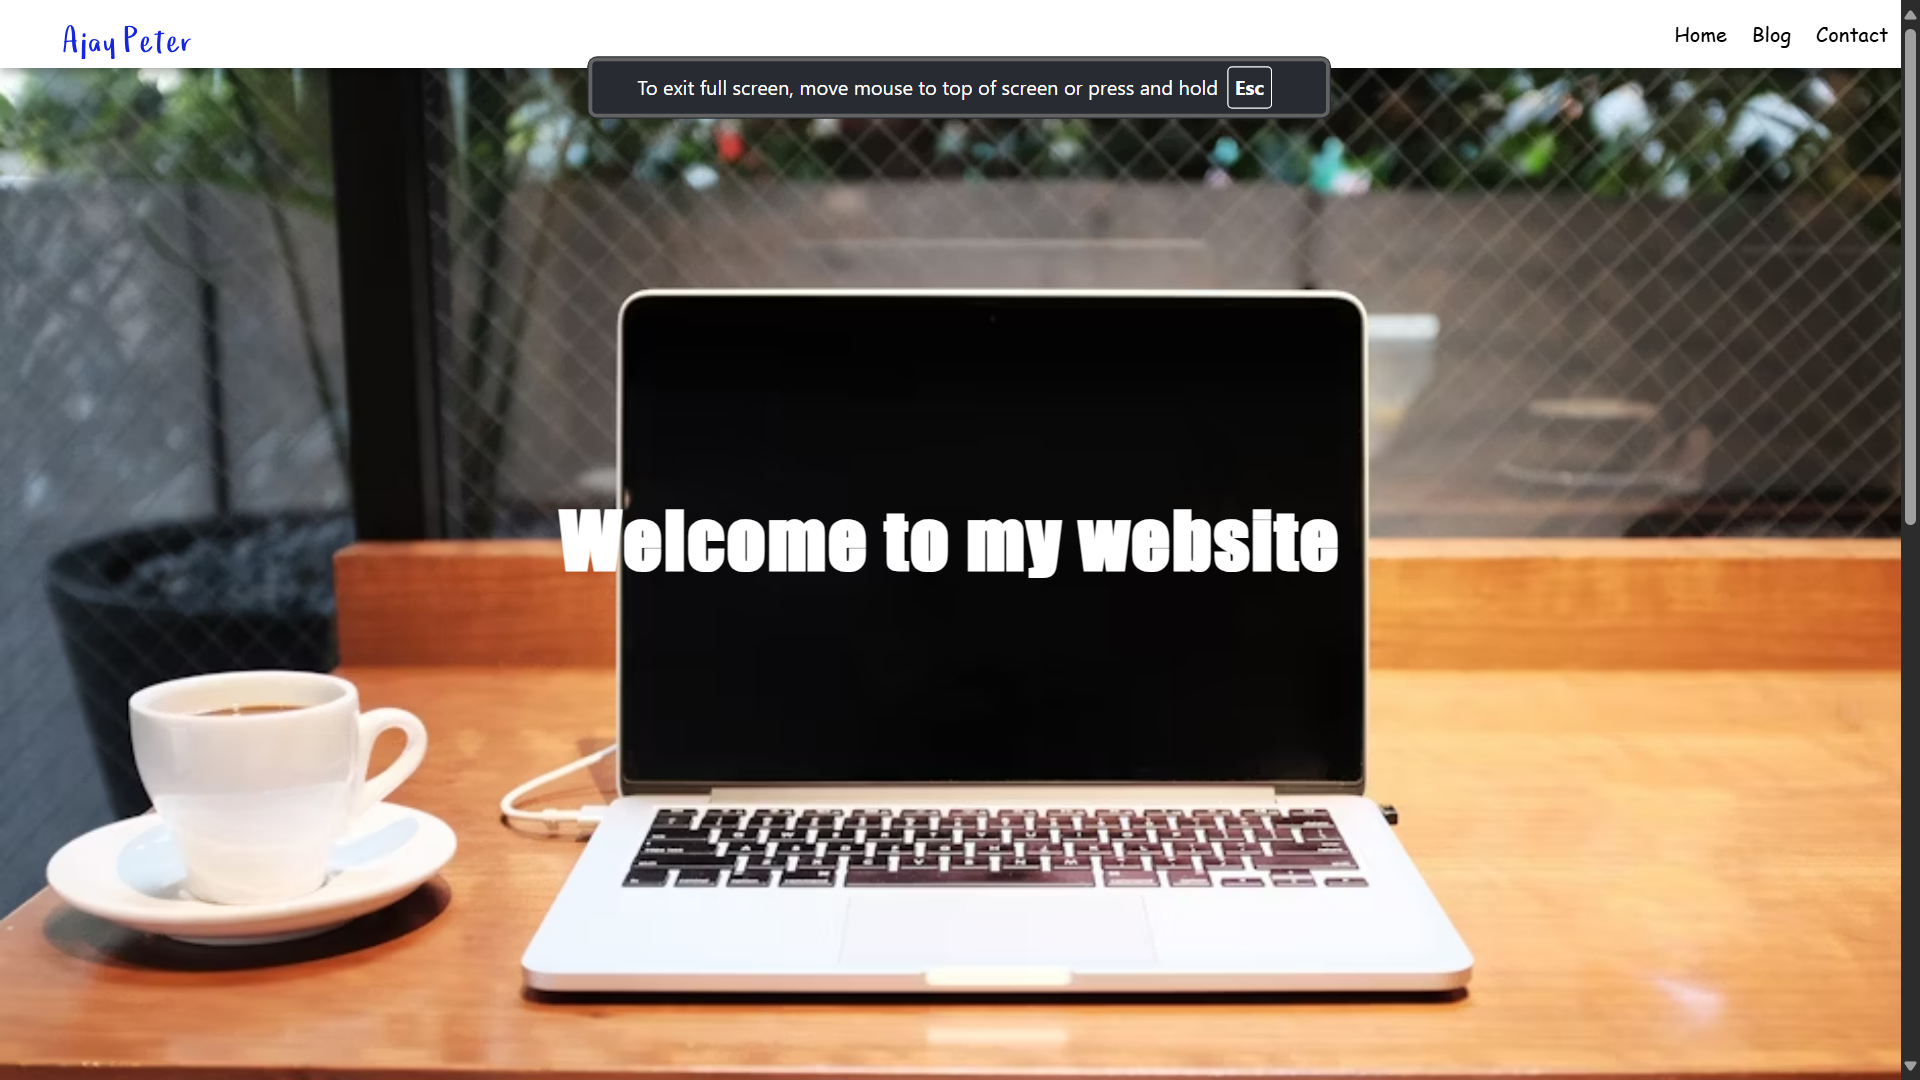 Ajay Peter
Home Blog Contact
To exit full screen, move mouse to top of screen or press and hold Esc
Welcome to my website